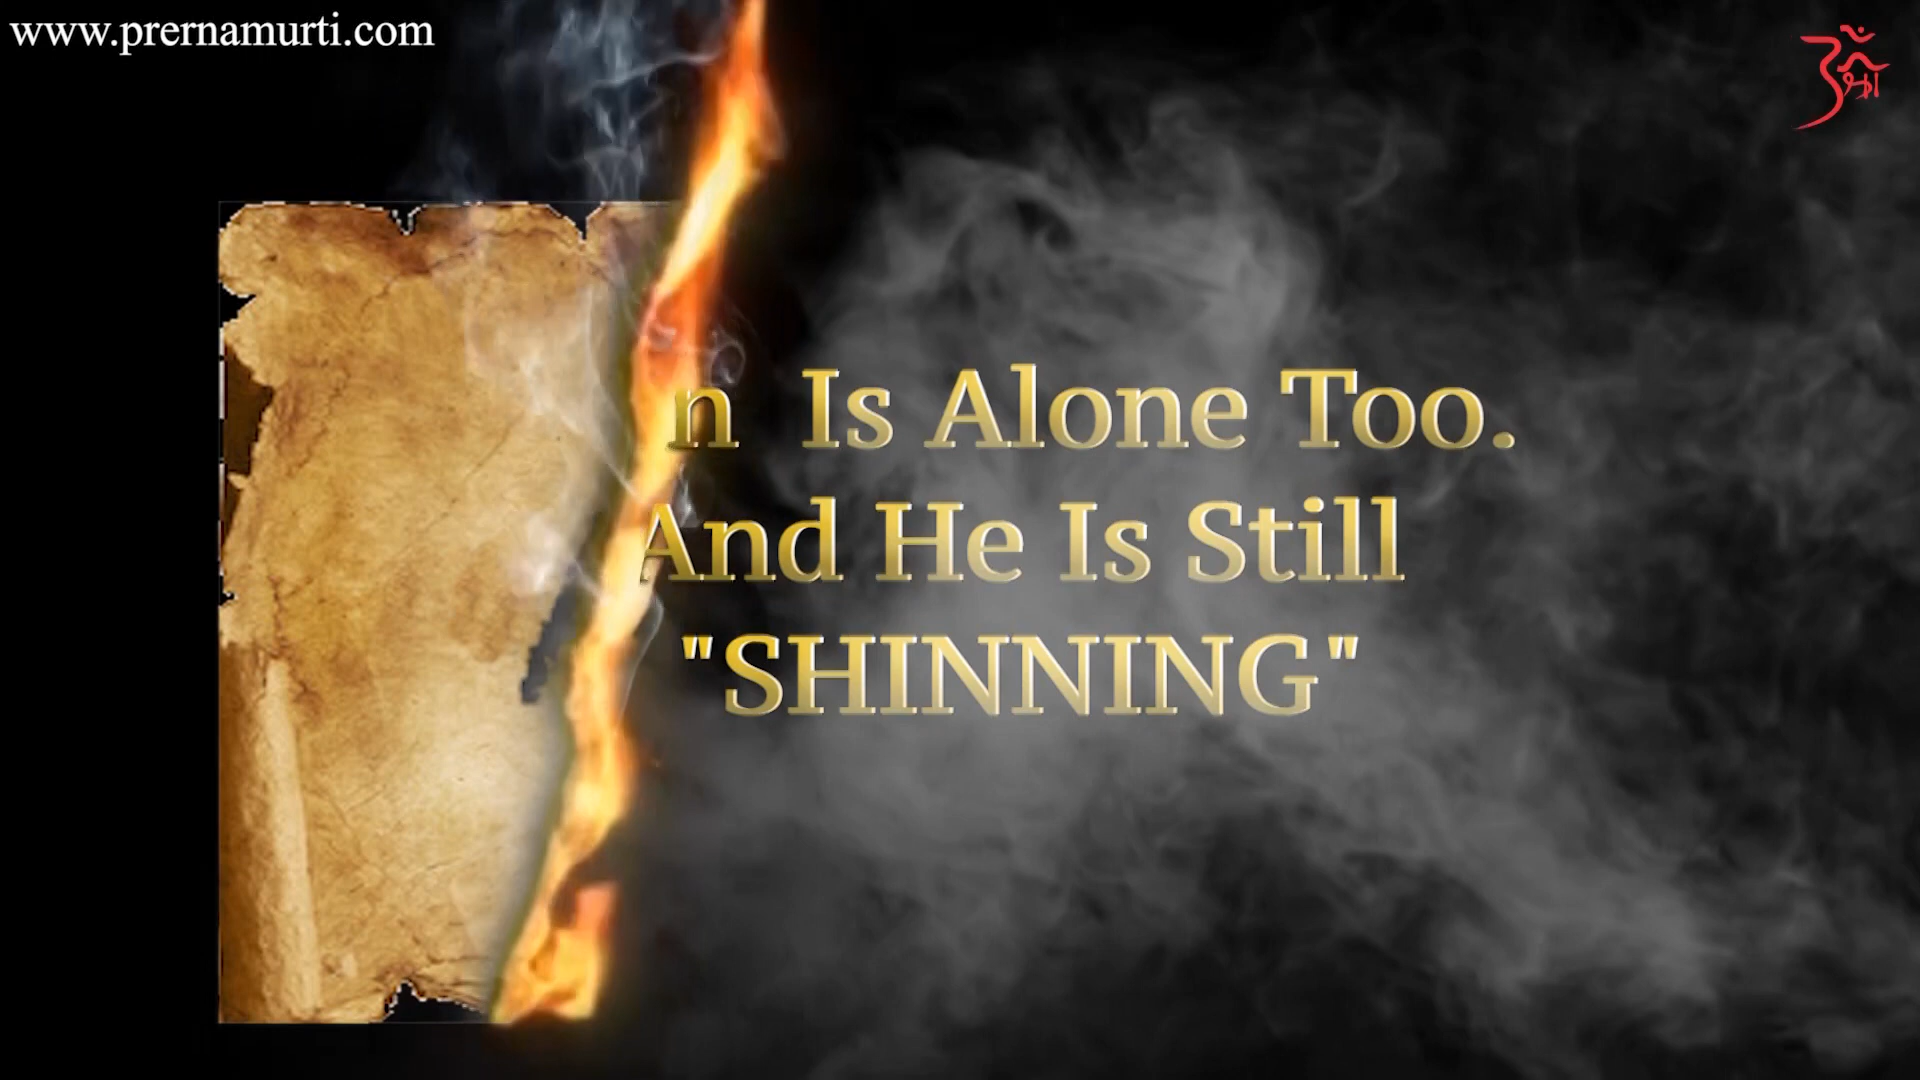 www.prernamurti.com
n Is Alone Too.
And He Is Still
"SHINNING"